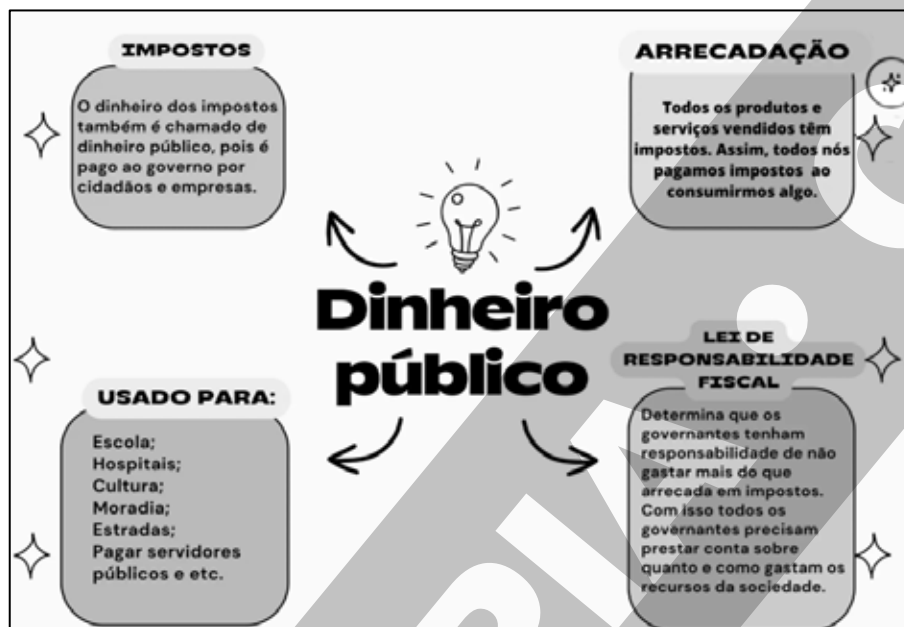 IMPOSTOS
O dinheiro dos impostos
também é chamado de
dinheiro público, pois é
pago ao governo por
cidadãos e empresas.
ARRECADAÇÃO
Todos os produtos e
serviços vendidos têm
impostos. Assim, todos nós
pagamos impostos ao
consumirmos algo.
Dinheiro
público
USADO PARA:
Escola;
Hospitais;
Cultura;
Moradia;
Estradas;
Pagar servidores
públicos e etc.
LEI DE
RESPONSABILIDADE
FISCAL
Determina que os
governantes tenham
responsabilidade de não
gastar mais do que
arrecada em impostos.
Com isso todos os
governantes precisam
prestar conta sobre
quanto e como gastam os
recursos da sociedade.